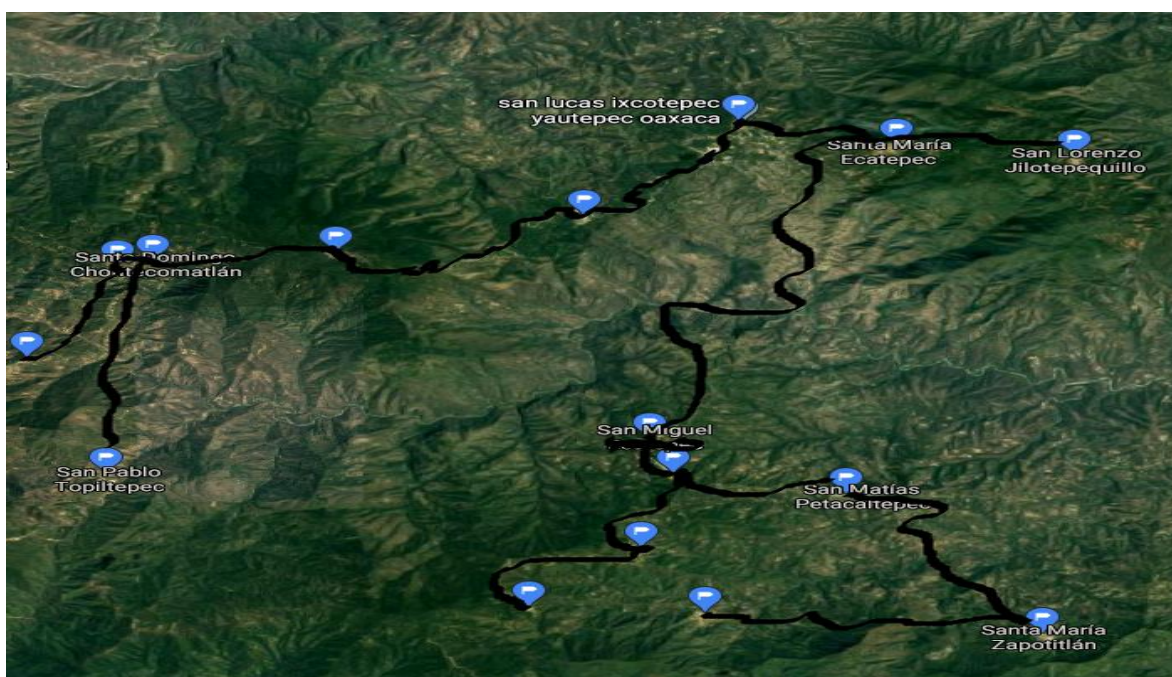 san lucas ixcotepec
yautepec oaxaca
Santa María
Ecatepec
San Lorenzo
Jilotepequillo
Santo Domingo
Chontecomatlán
San Miguel
San Pablo
Topiltepec
San Matías
Petacaltepec
Santa María
Zapotitlán